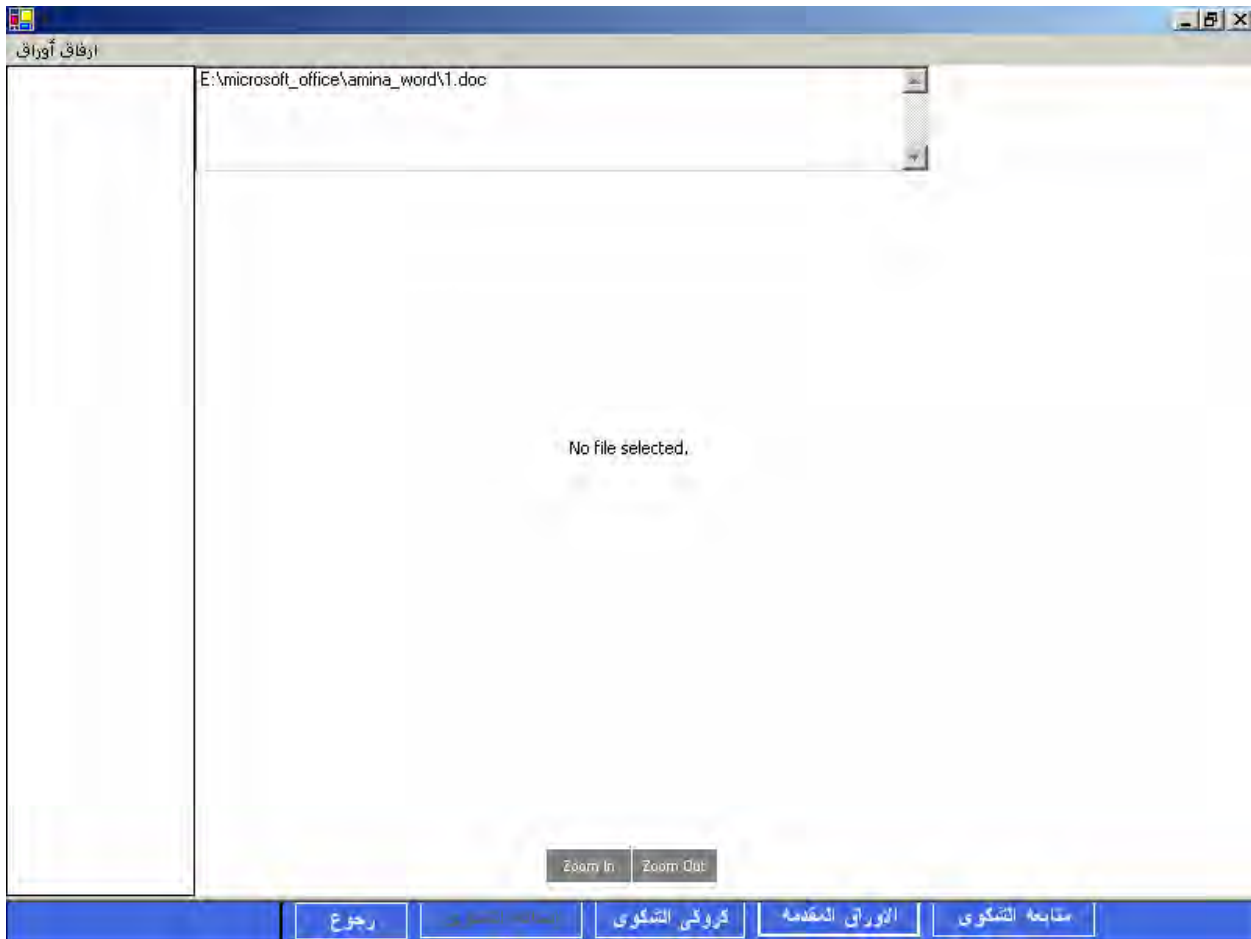 ارفاق أوراق
E:\microsoft_office\amina_word\1.doc
No file selected.
Zoom In
Zoom Out
متابعة الشكوى
الاوراق المقدمة
كروكى الشكوى
رجوع